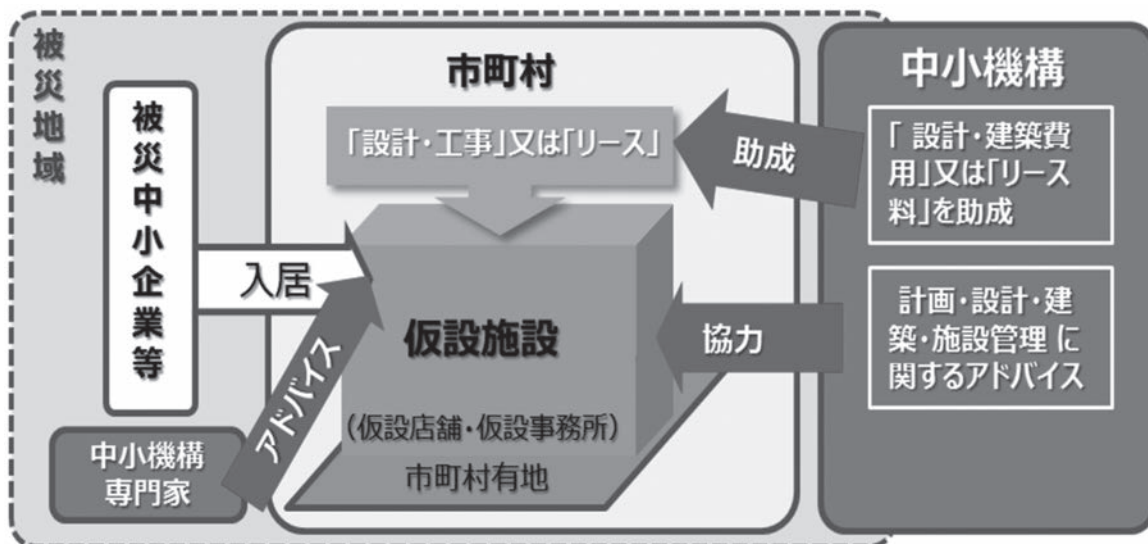 被災地域
被災中小企業等
中小機構
専門家
入居
アドバイス
市町村
「設計・工事」又は「リース」
仮設施設
（仮設店舗・仮設事務所）
市町村有地
助成
協力
中小機構
「 設計・建築費
用」又は「リース
料」を助成
計画・設計・建
築・施設管理 に
関するアドバイス